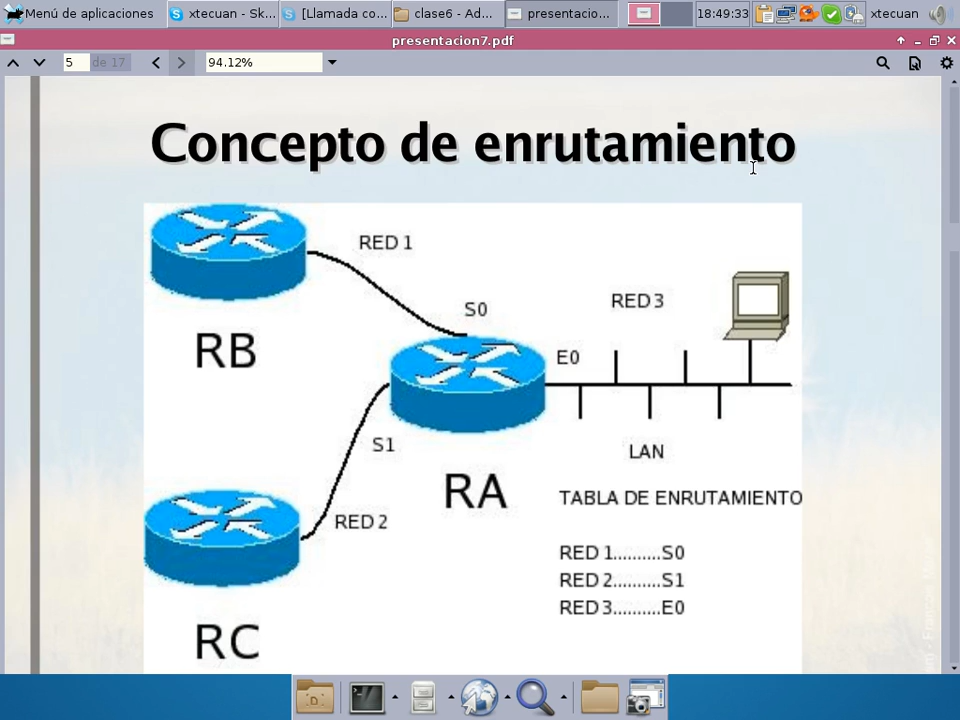 Menú de aplicaciones
xtecuan - Sk...
[Llamada co...
clase6 - Ad...
presentacio...
18:49:33
xtecuan
presentacion7.pdf
5 de 17
94.12%
Concepto de enrutamiento
RED 1
S0
RED 3
RB
E0
S1
LAN
RA
TABLA DE ENRUTAMIENTO
RED 2
RED 1..........S0
RED 2..........S1
RED 3..........E0
RC